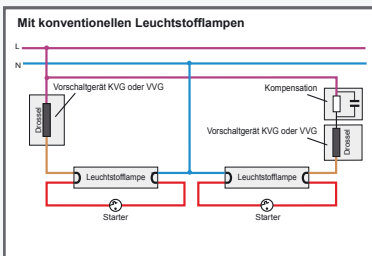 Mit konventionellen Leuchtstofflampen
L
N
Vorschaltgerät KVG oder VVG
Kompensation
Drossel
Vorschaltgerät KVG oder VVG
Drossel
Leuchtstofflampe
Leuchtstofflampe
Starter
Starter